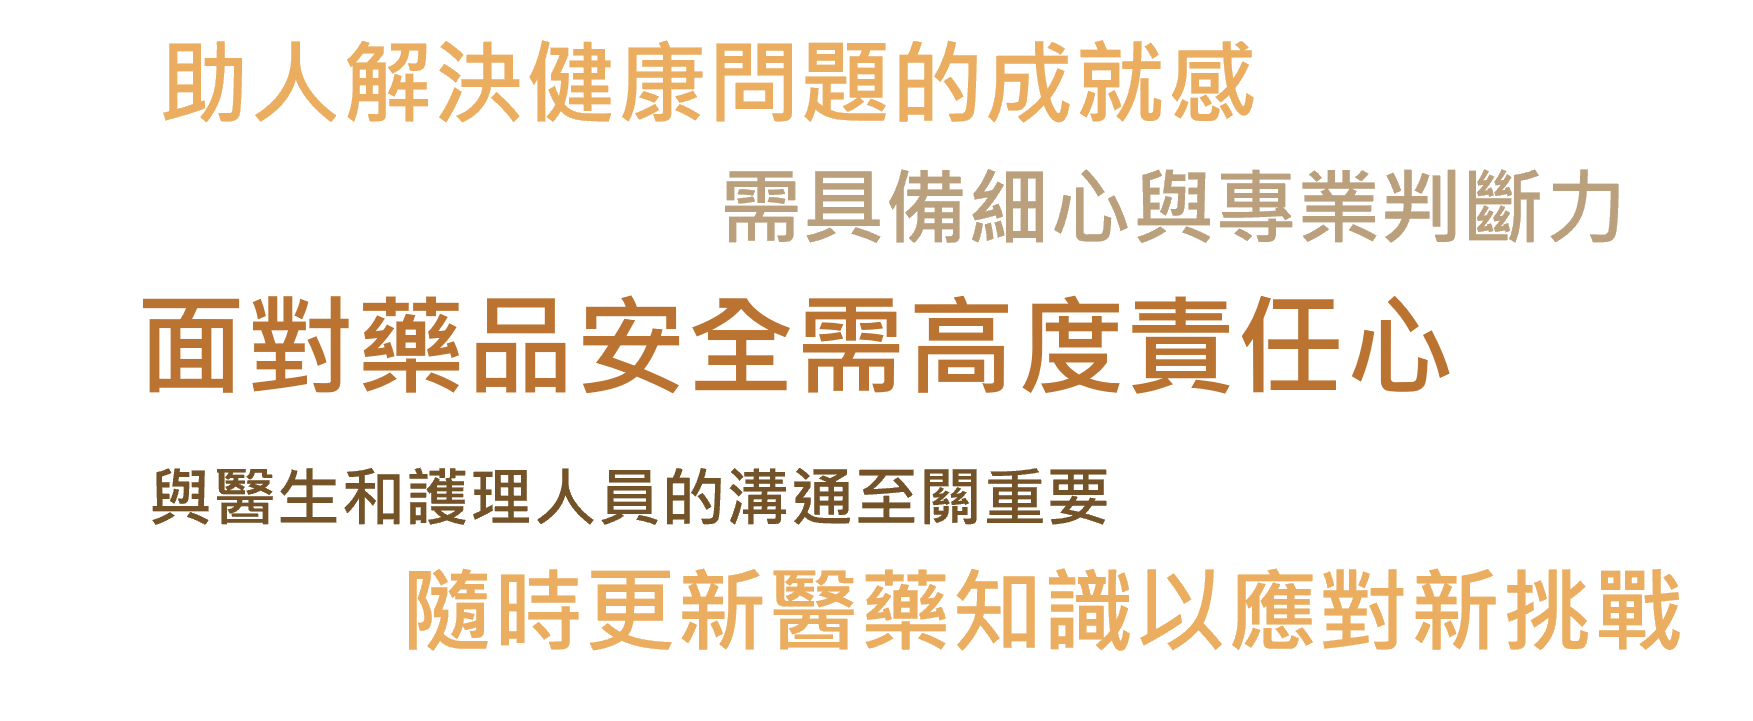 助人解決健康問題的成就感
需具備細心與專業判斷力
面對藥品安全需高度責任心
與醫生和護理人員的溝通至關重要
隨時更新醫藥知識以應對新挑戰